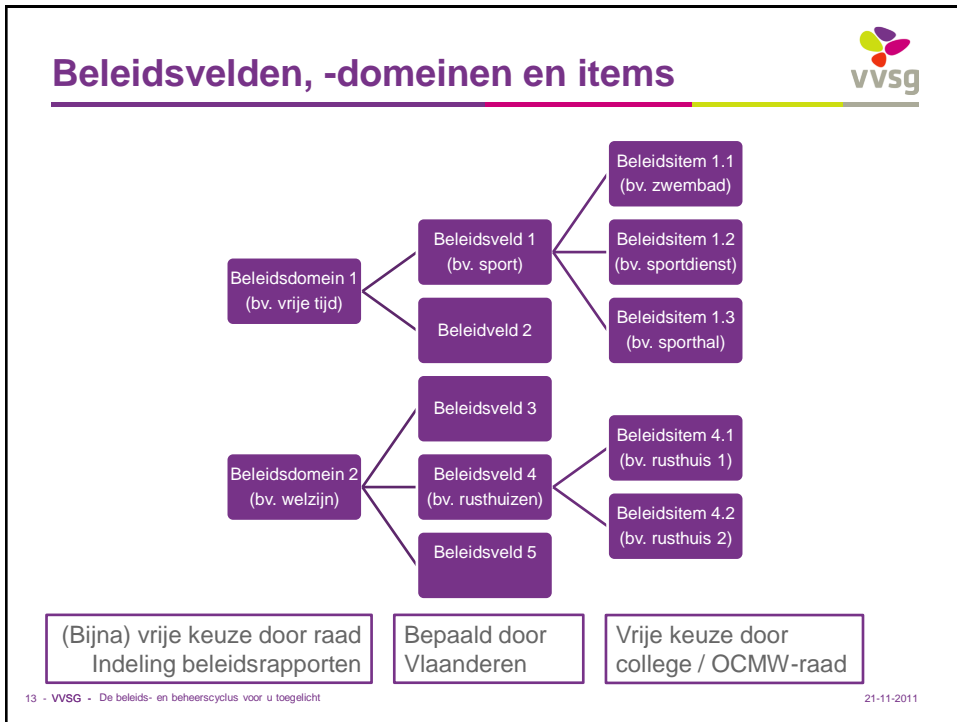 Beleidsvelden, -domeinen en items
vvsg
Beleidsdomein 1
(bv. vrije tijd)
Beleidsveld 1
(bv. sport)
Beleidsitem 1.1
(bv. zwembad)
Beleidsitem 1.2
(bv. sportdienst)
Beleidsitem 1.3
(bv. sporthal)
Beleidveld 2
Beleidsdomein 2
(bv. welzijn)
Beleidsveld 3
Beleidsveld 4
(bv. rusthuizen)
Beleidsitem 4.1
(bv. rusthuis 1)
Beleidsitem 4.2
(bv. rusthuis 2)
Beleidsveld 5
(Bijna) vrije keuze door raad
Indeling beleidsrapporten
Bepaald door
Vlaanderen
Vrije keuze door
college / OCMW-raad
13 - VVSG - De beleids- en beheerscyclus voor u toegelicht
21-11-2011